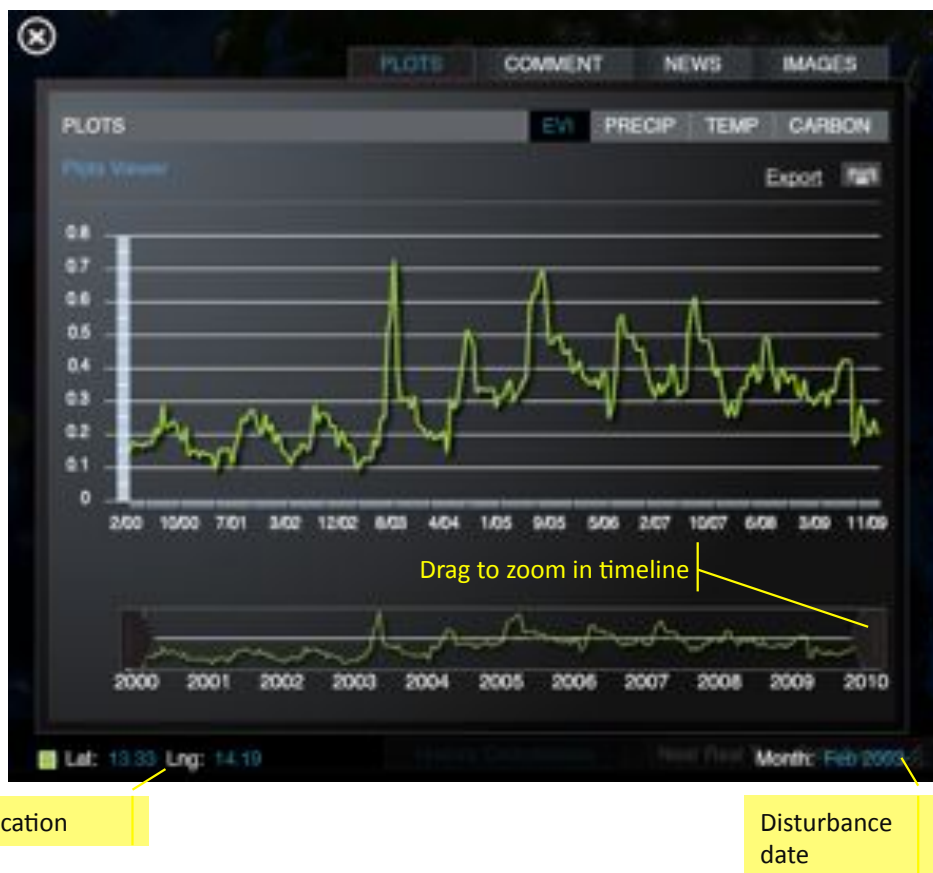 PLOTS COMMENT NEWS IMAGES
PLOTS EVI PRECIP TEMP CARBON
Plots Viewer
Export
0.8
0.7
0.6
0.5
0.4
0.3
0.2
0.1
0
2/00 10/00 7/01 3/02 12/02 8/03 4/04 1/05 9/05 5/06 2/07 10/07 6/08 3/09 11/09
Drag to zoom in timeline
2000 2001 2002 2003 2004 2005 2006 2007 2008 2009 2010
Lat: 13.33 Lng: 14.19 Month: Feb 2003
cation
Disturbance
date